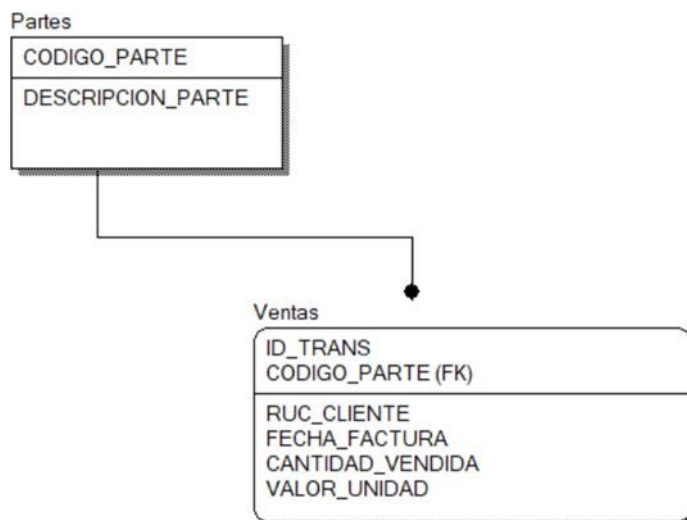 Partes
CODIGO_PARTE
DESCRIPCION_PARTE
Ventas
ID_TRANS
CODIGO_PARTE (FK)
RUC_CLIENTE
FECHA_FACTURA
CANTIDAD_VENDIDA
VALOR_UNIDAD